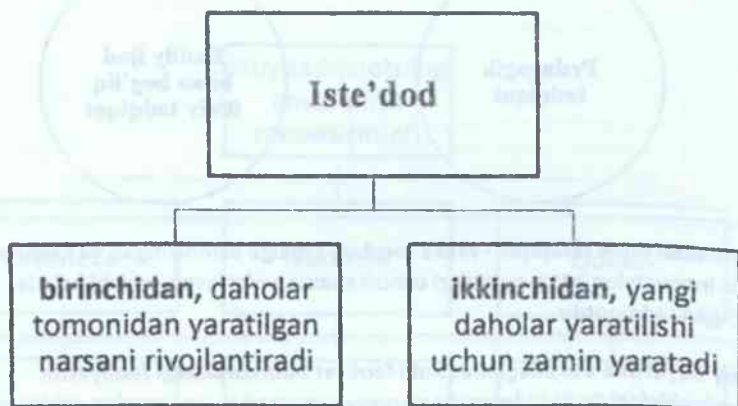 Iste'dod
birinchidan, daholar
tomonidan yaratilgan
narsani rivojlantiradi
ikkinchidan, yangi
daholar yaratilishi
uchun zamin yaratadi